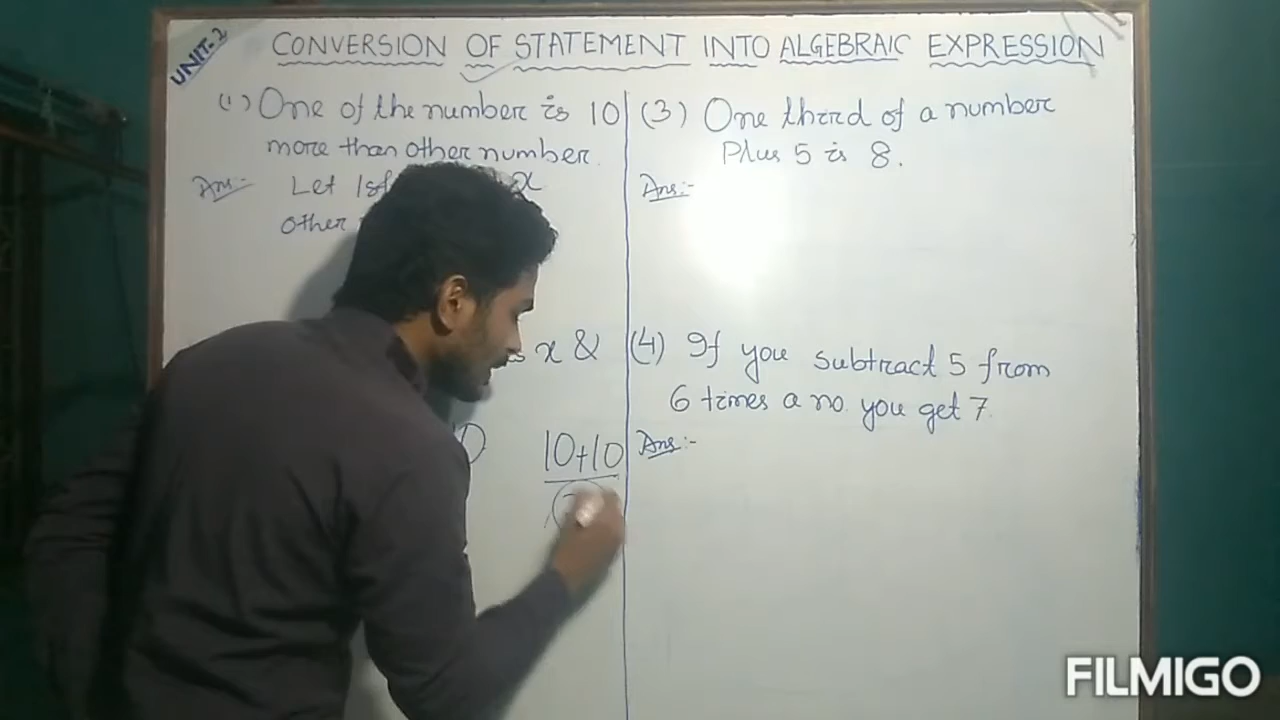 UNIT-2
CONVERSION OF STATEMENT INTO ALGEBRAIC EXPRESSION
(1) One of the number is 10
more than other number.
Ans:- Let 1st x
other
x &
10+10
(3) One third of a number
Plus 5 is 8.
Ans:-
(4) If you subtract 5 from
6 times a no. you get 7.
Ans:-
FILMIGO